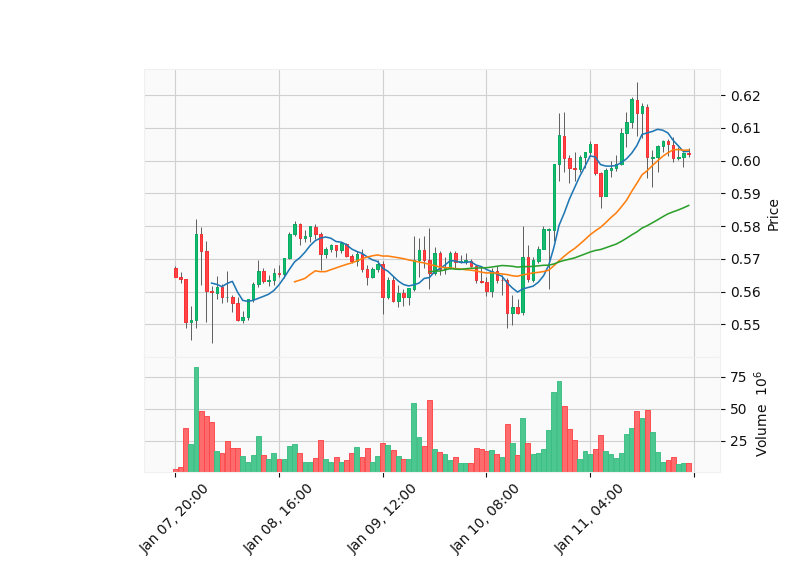 0.62
0.61
0.60
0.59
0.58
0.57
0.56
0.55
Price
75
50
25
Volume 10⁶
Jan 07, 20:00
Jan 08, 16:00
Jan 09, 12:00
Jan 10, 08:00
Jan 11, 04:00